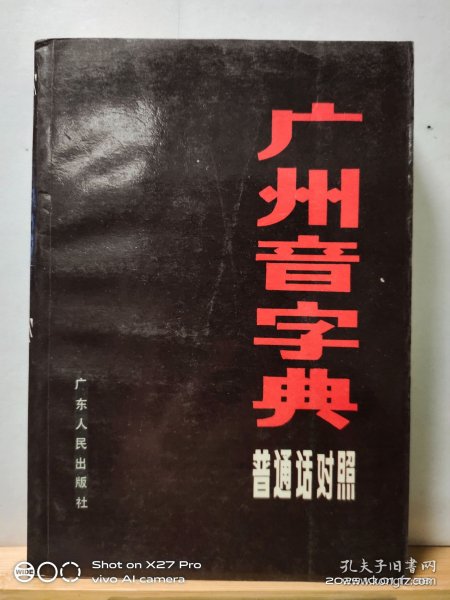 广州音字典
普通话对照
广东人民出版社
WIDE
Shot on X27 Pro
vivo AI camera
孔夫子旧书网